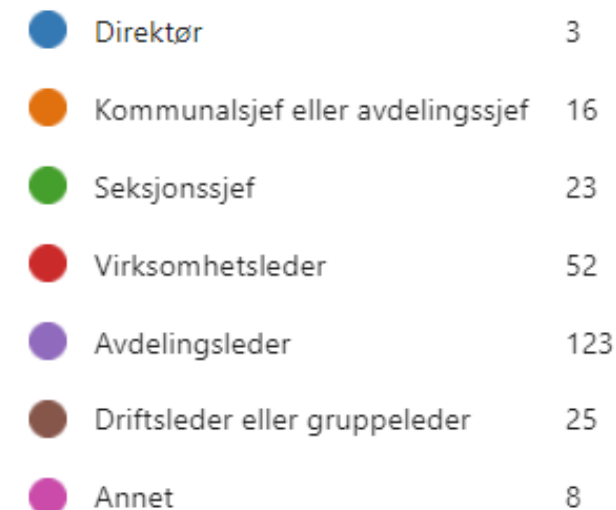 Direktør 3
Kommunalsjef eller avdelingssjef 16
Seksjonssjef 23
Virksomhetsleder 52
Avdelingsleder 123
Driftsleder eller gruppeleder 25
Annet 8